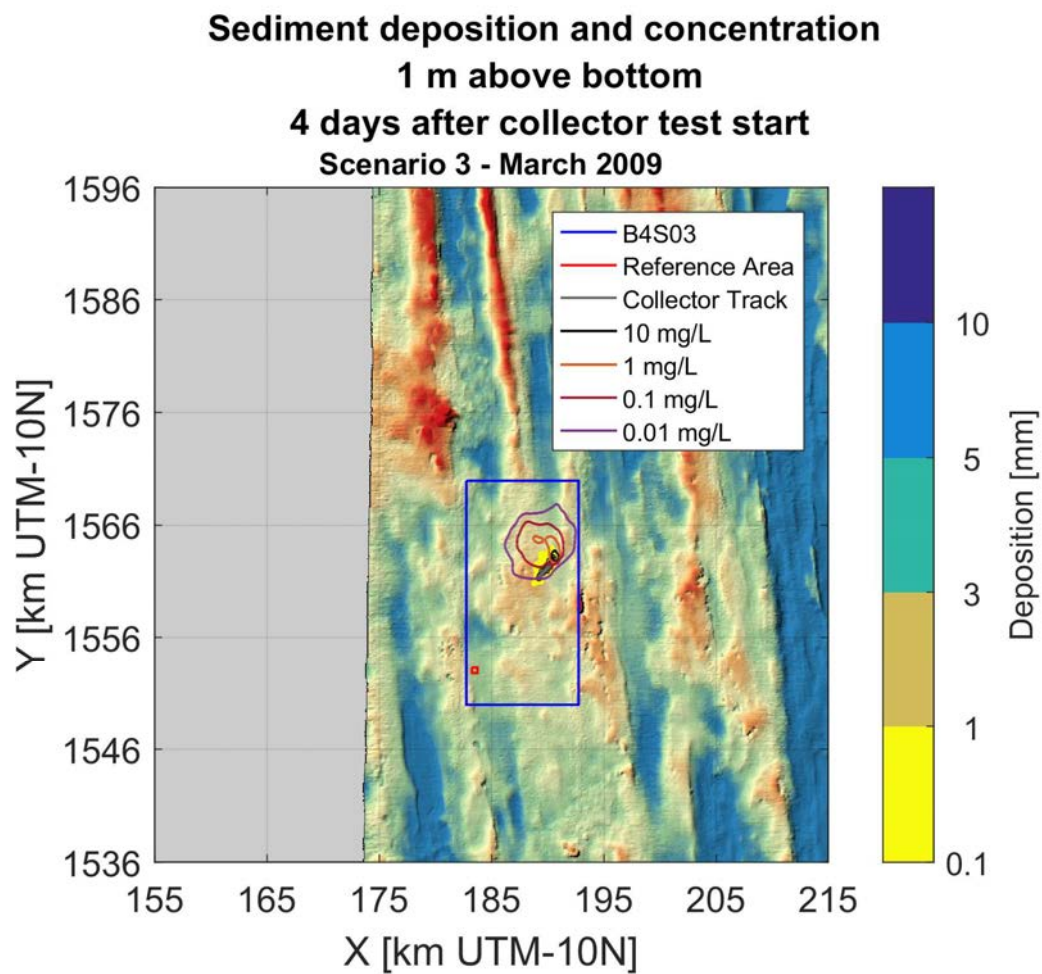 Sediment deposition and concentration
1 m above bottom
4 days after collector test start
Scenario 3 - March 2009
1596
1586
1576
1566
1556
1546
1536
Y [km UTM-10N]
155
165
175
185
195
205
215
X [km UTM-10N]
B4S03
Reference Area
Collector Track
10 mg/L
1 mg/L
0.1 mg/L
0.01 mg/L
10
5
3
1
0.1
Deposition [mm]